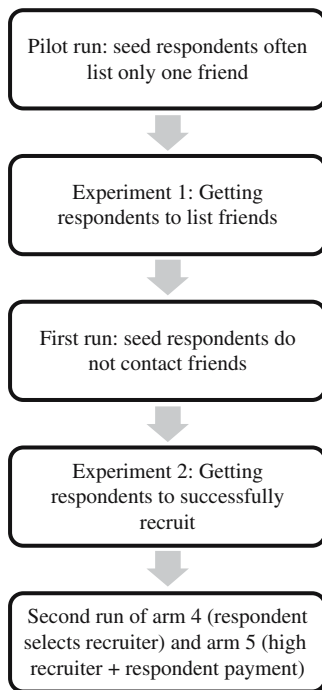 Pilot run: seed respondents often
list only one friend
Experiment 1: Getting
respondents to list friends
First run: seed respondents do
not contact friends
Experiment 2: Getting
respondents to successfully
recruit
Second run of arm 4 (respondent
selects recruiter) and arm 5 (high
recruiter + respondent payment)